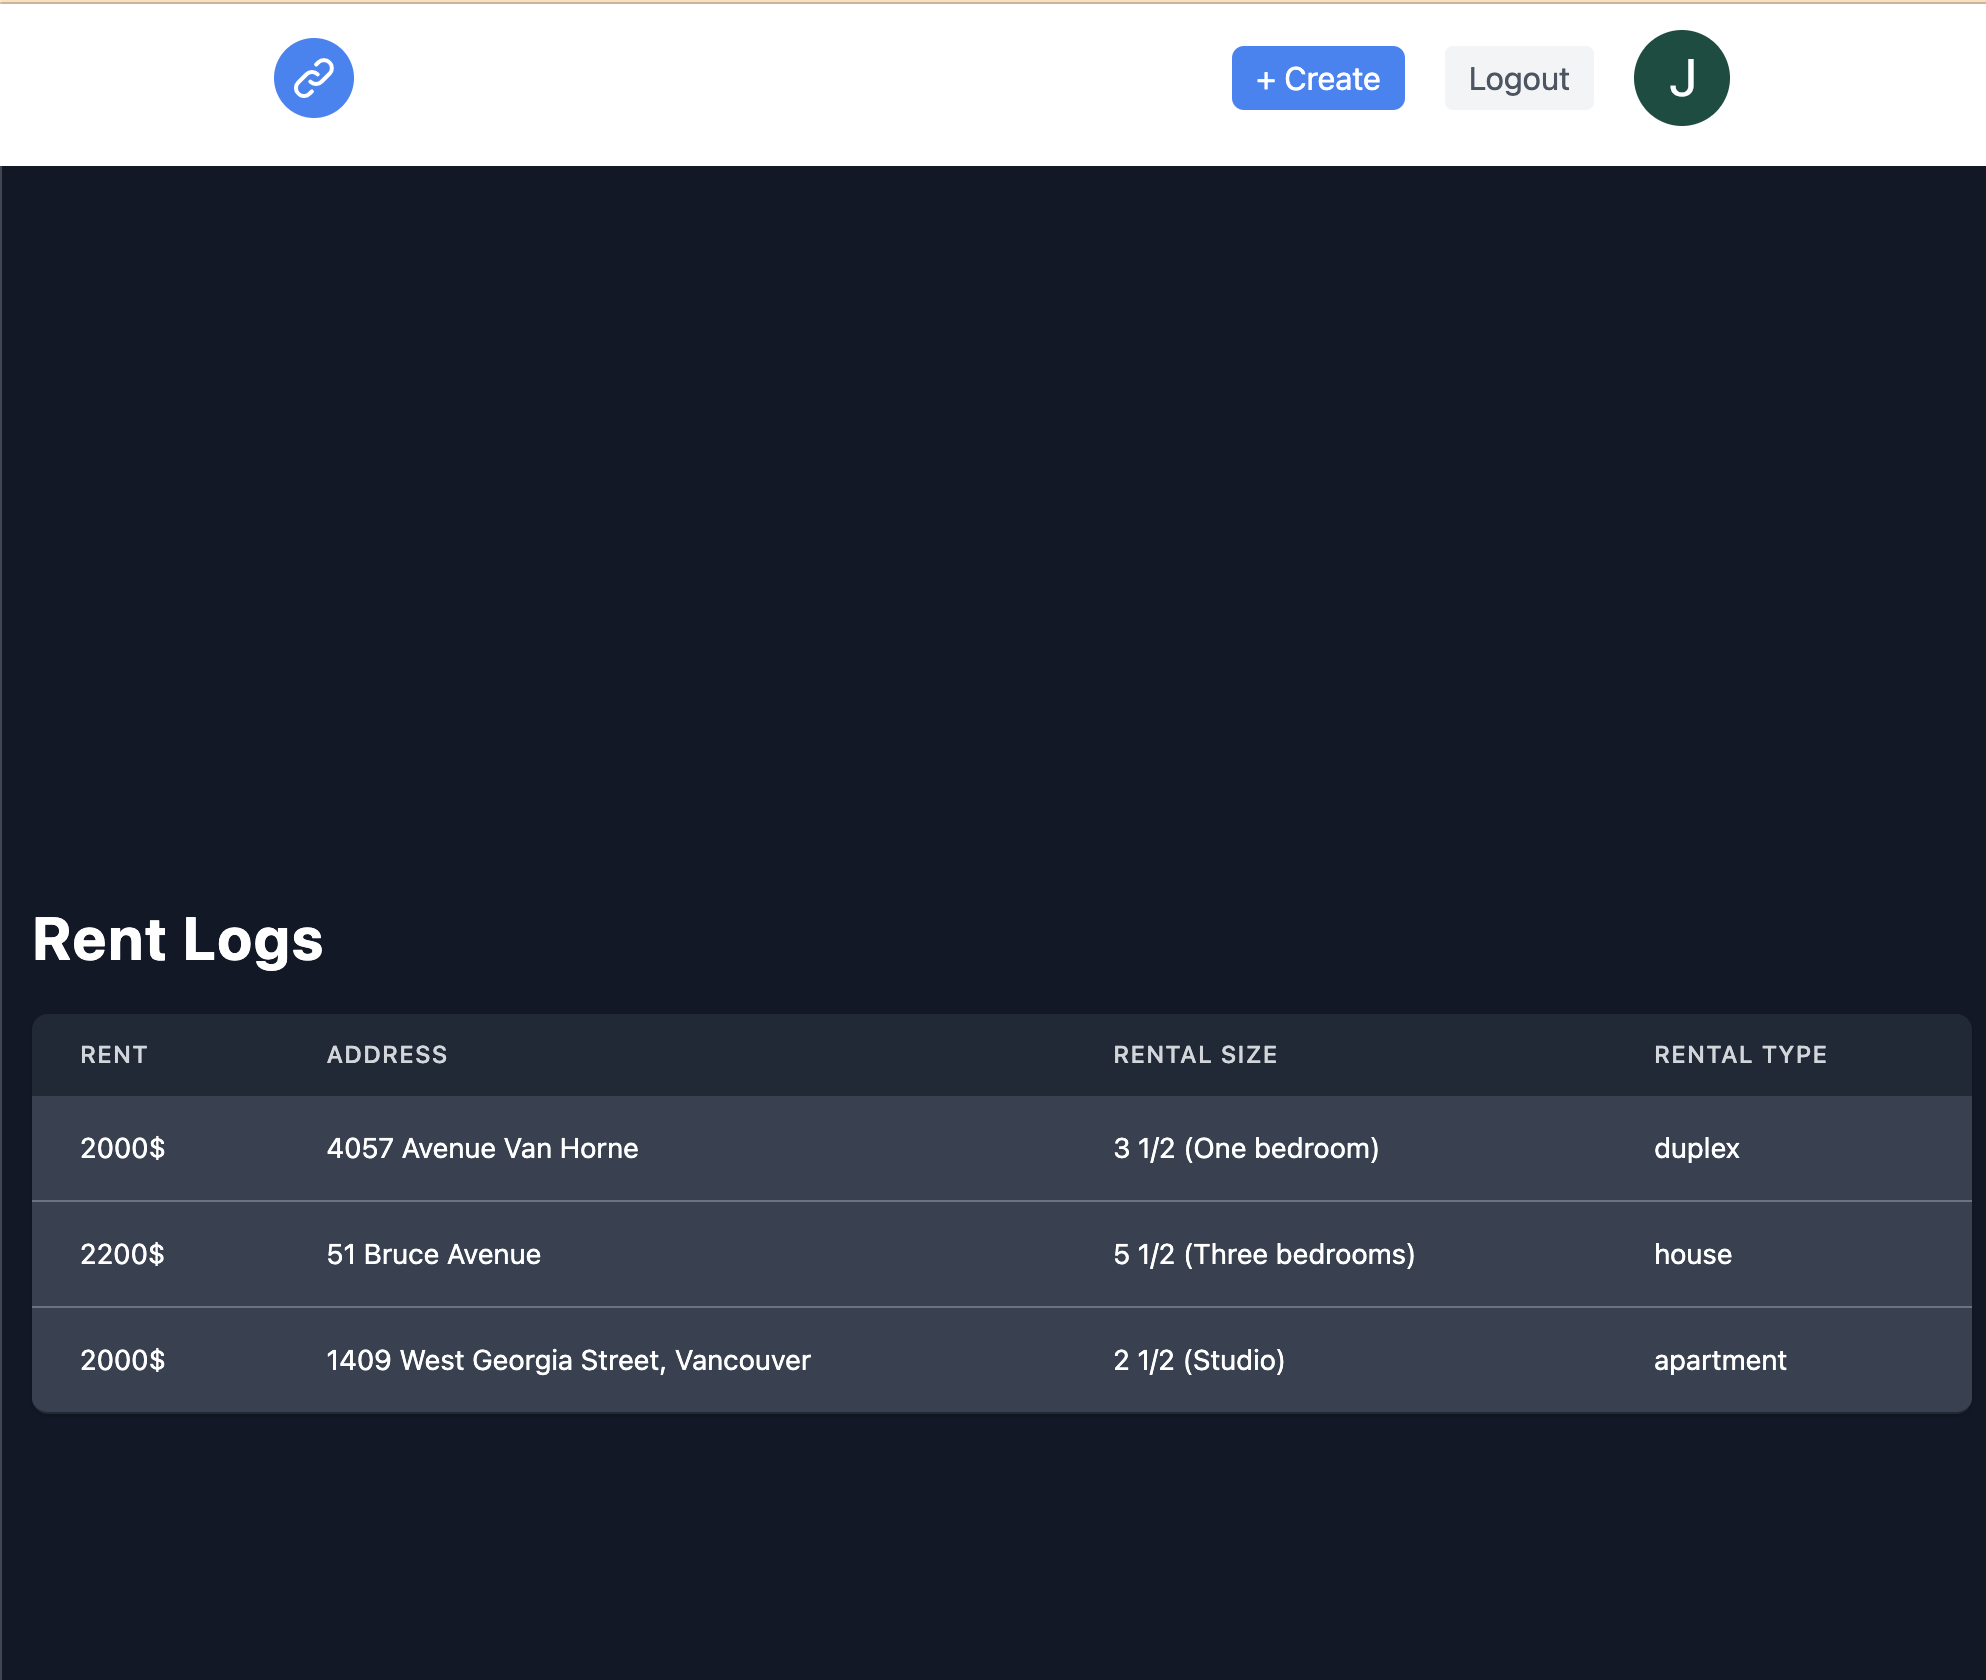 + Create Logout J
Rent Logs
RENT ADDRESS RENTAL SIZE RENTAL TYPE
2000$ 4057 Avenue Van Horne 3 1/2 (One bedroom) duplex
2200$ 51 Bruce Avenue 5 1/2 (Three bedrooms) house
2000$ 1409 West Georgia Street, Vancouver 2 1/2 (Studio) apartment